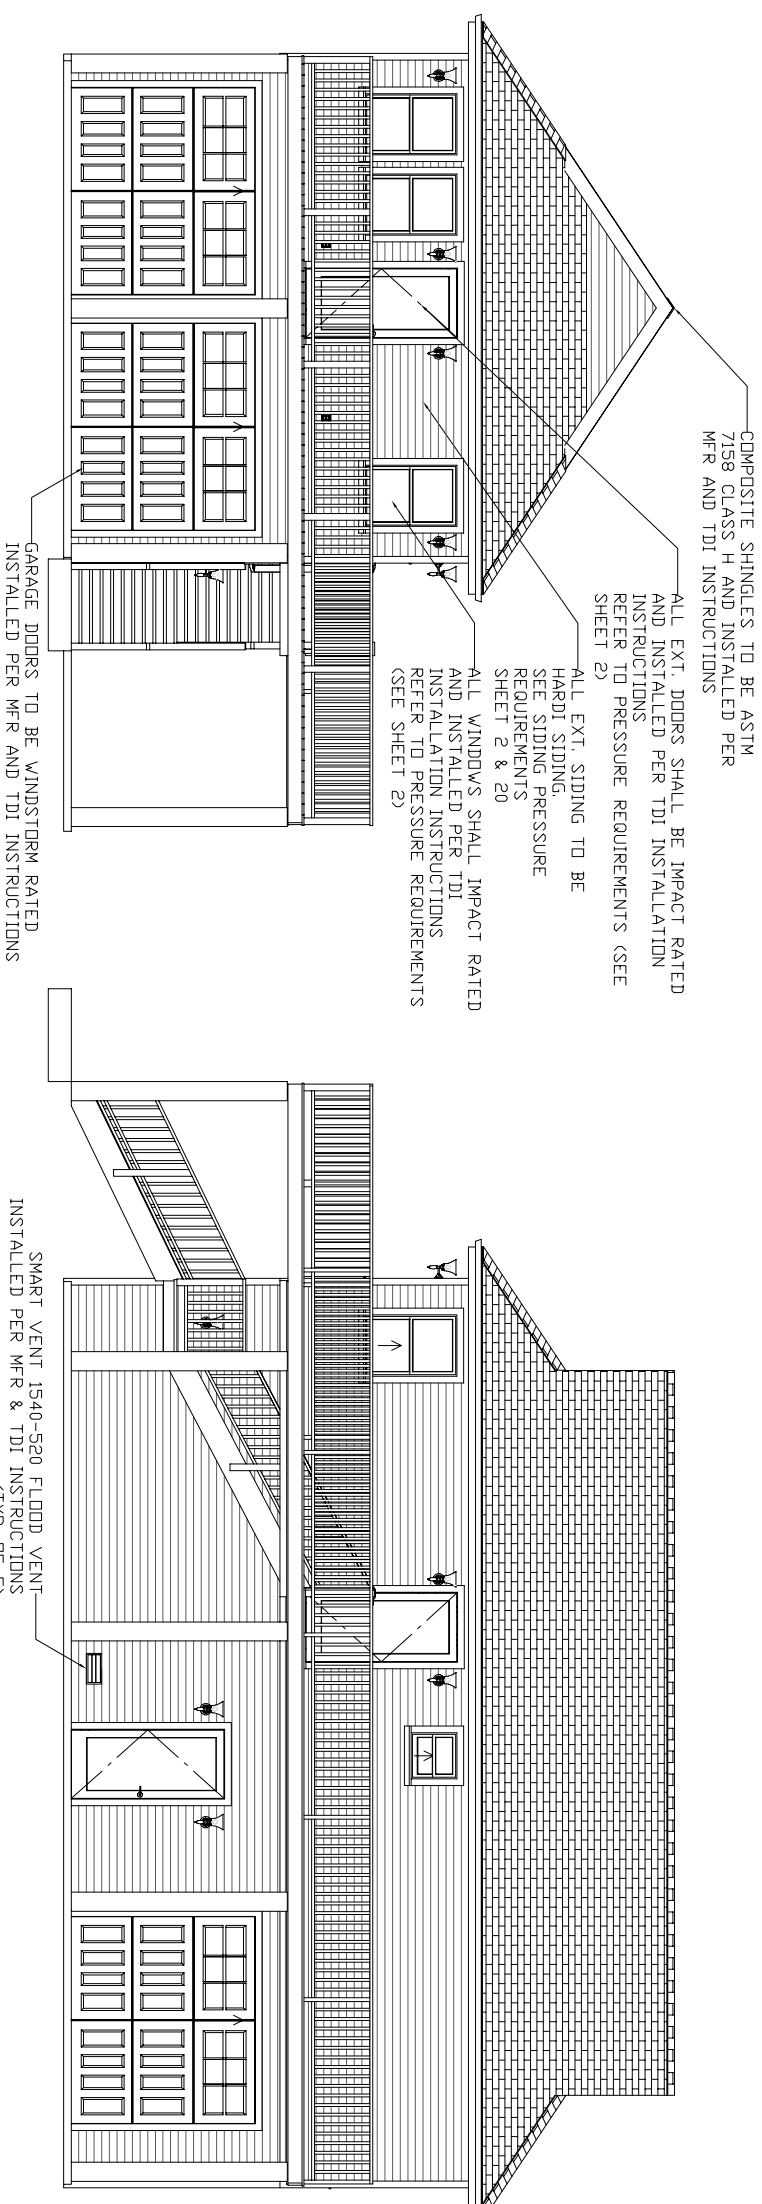 COMPOSITE SHINGLES TO BE ASTM
7158 CLASS H AND INSTALLED PER
MFR AND TDI INSTRUCTIONS
ALL EXT. DOORS SHALL BE IMPACT RATED
AND INSTALLED PER TDI INSTALLATION
INSTRUCTIONS
REFER TO PRESSURE REQUIREMENTS (SEE
SHEET 2)
ALL EXT. SIDING TO BE
HARDI SIDING.
SEE SIDING PRESSURE
REQUIREMENTS
SHEET 2 & 20
ALL WINDOWS SHALL IMPACT RATED
AND INSTALLED PER TDI
INSTALLATION INSTRUCTIONS
REFER TO PRESSURE REQUIREMENTS
(SEE SHEET 2)
GARAGE DOORS TO BE WINDSTORM RATED
INSTALLED PER MFR AND TDI INSTRUCTIONS
SMART VENT 1540-520 FLOOD VENT
INSTALLED PER MFR & TDI INSTRUCTIONS